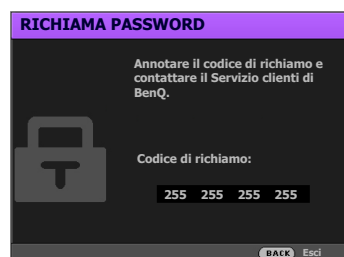 RICHIAMA PASSWORD
Annotare il codice di richiamo e
contattare il Servizio clienti di
BenQ.
Codice di richiamo:
255 255 255 255
BACK Esci